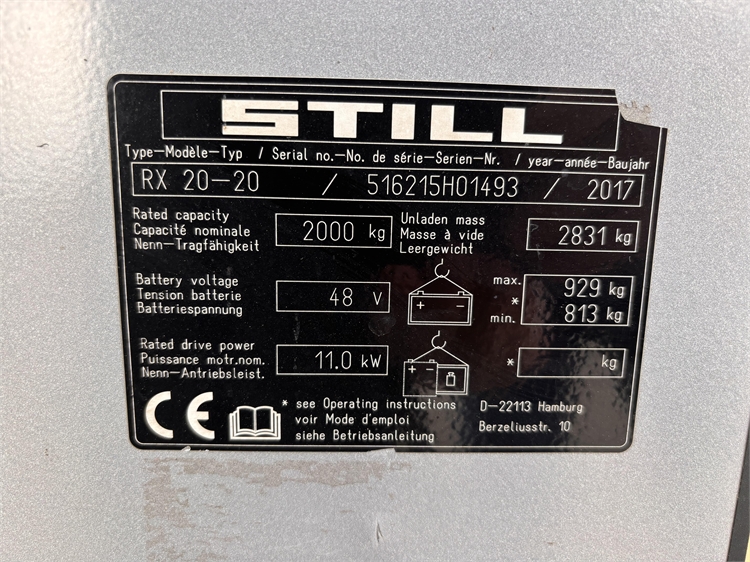 STILL
Type-Modèle-Typ / Serial no.-No. de série-Serien-Nr. / year-année-Baujahr
RX 20-20 / 516215H01493 / 2017
Rated capacity
Capacité nominale
Nenn-Tragfähigkeit
2000 kg
Unladen mass
Masse à vide
Leergewicht
2831 kg
Battery voltage
Tension batterie
Batteriespannung
48 V
+ -
max. 929 kg
*
min. 813 kg
Rated drive power
Puissance motr.nom.
Nenn-Antriebsleist.
11.0 kW
+ -
* kg
CE
* see Operating instructions
voir Mode d'emploi
siehe Betriebsanleitung
D-22113 Hamburg
Berzeliusstr. 10